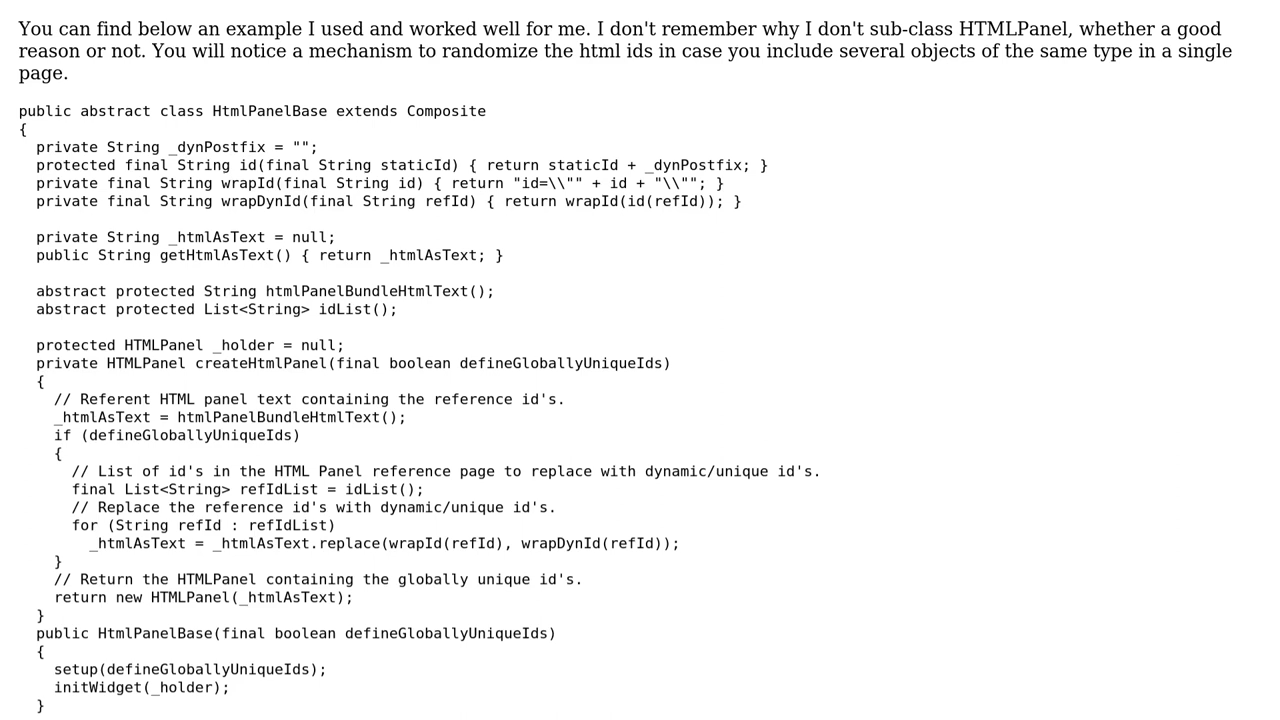 You can find below an example I used and worked well for me. I don't remember why I don't sub-class HTMLPanel, whether a good
reason or not. You will notice a mechanism to randomize the html ids in case you include several objects of the same type in a single
page.
public abstract class HtmlPanelBase extends Composite
{
  private String _dynPostfix = "";
  protected final String id(final String staticId) { return staticId + _dynPostfix; }
  private final String wrapId(final String id) { return "id=\\"" + id + "\\""; }
  private final String wrapDynId(final String refId) { return wrapId(id(refId)); }

  private String _htmlAsText = null;
  public String getHtmlAsText() { return _htmlAsText; }

  abstract protected String htmlPanelBundleHtmlText();
  abstract protected List<String> idList();

  protected HTMLPanel _holder = null;
  private HTMLPanel createHtmlPanel(final boolean defineGloballyUniqueIds)
  {
    // Referent HTML panel text containing the reference id's.
    _htmlAsText = htmlPanelBundleHtmlText();
    if (defineGloballyUniqueIds)
    {
      // List of id's in the HTML Panel reference page to replace with dynamic/unique id's.
      final List<String> refIdList = idList();
      // Replace the reference id's with dynamic/unique id's.
      for (String refId : refIdList)
        _htmlAsText = _htmlAsText.replace(wrapId(refId), wrapDynId(refId));
    }
    // Return the HTMLPanel containing the globally unique id's.
    return new HTMLPanel(_htmlAsText);
  }
  public HtmlPanelBase(final boolean defineGloballyUniqueIds)
  {
    setup(defineGloballyUniqueIds);
    initWidget(_holder);
  }